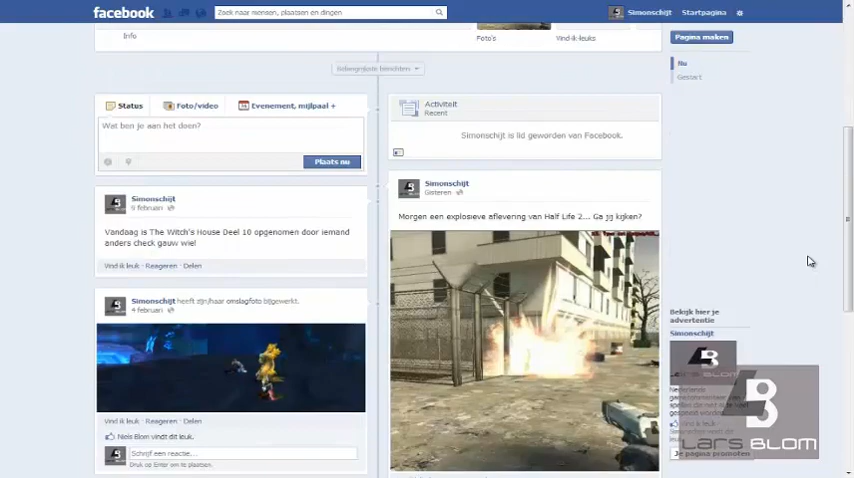 facebook
Zoek naar mensen, plaatsen en dingen
Simonschijt
Startpagina
Info
Foto's
Vind-ik-leuks
Pagina maken
Nu
Gestart
Status
Foto/video
Evenement, mijlpaal +
Wat ben je aan het doen?
Plaats nu
Activiteit
Recent
Simonschijt is lid geworden van Facebook.
Simonschijt
9 februari
Vandaag is The Witch's House Deel 10 opgenomen door iemand
anders check gauw wie!
Vind ik leuk · Reageren · Delen
Simonschijt
Gisteren
Morgen een explosieve aflevering van Half Life 2... Ga jij kijken?
Simonschijt heeft zijn/haar omslagfoto bijgewerkt.
4 februari
Vind ik leuk · Reageren · Delen
Niels Blom vindt dit leuk.
Schrijf een reactie...
Druk op Enter om te plaatsen.
Bekijk hier je
advertentie
Simonschijt
LARS BLOM
Je pagina promoten